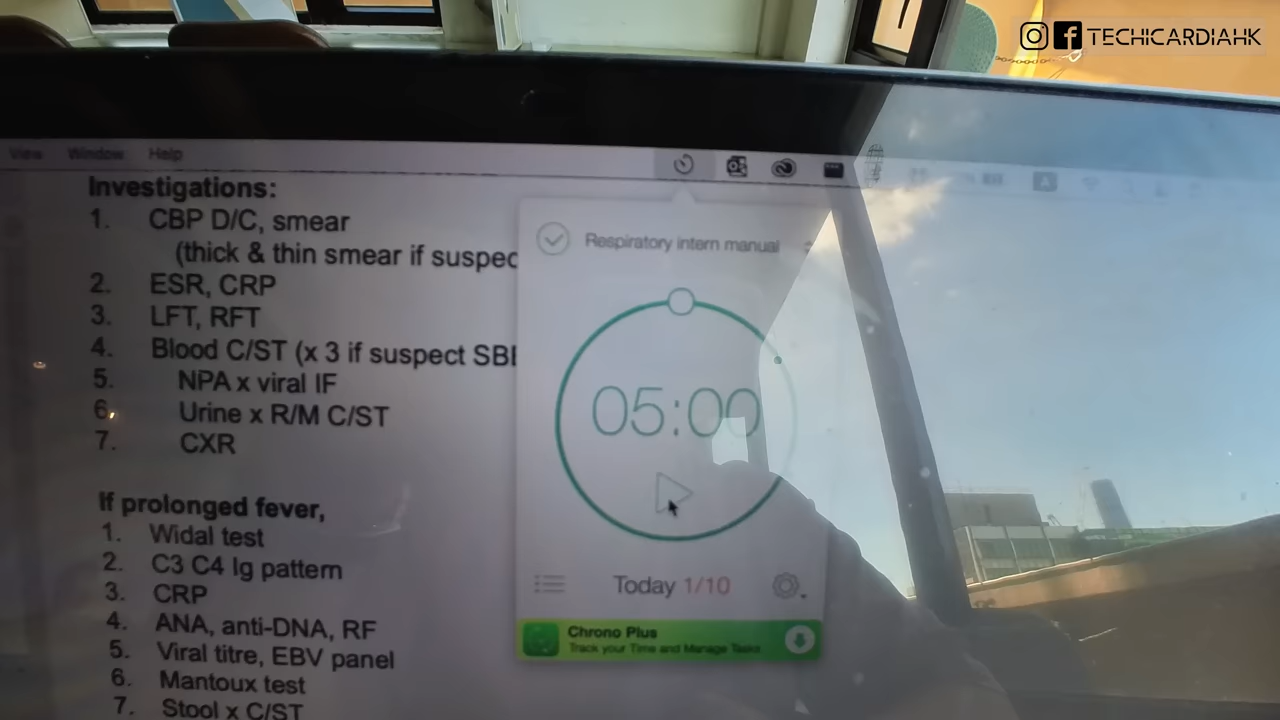 TECHICARDIAHK
View Window Help
Investigations:
1. CBP D/C, smear
(thick & thin smear if suspec
2. ESR, CRP
3. LFT, RFT
4. Blood C/ST (x 3 if suspect SBE
5. NPA x viral IF
6. Urine x R/M C/ST
7. CXR
If prolonged fever,
1. Widal test
2. C3 C4 Ig pattern
3. CRP
4. ANA, anti-DNA, RF
5. Viral titre, EBV panel
6. Mantoux test
7. Stool x C/ST
A
Respiratory intern manual
05:00
Today 1/10
Chrono Plus
Track your Time and Manage Tasks